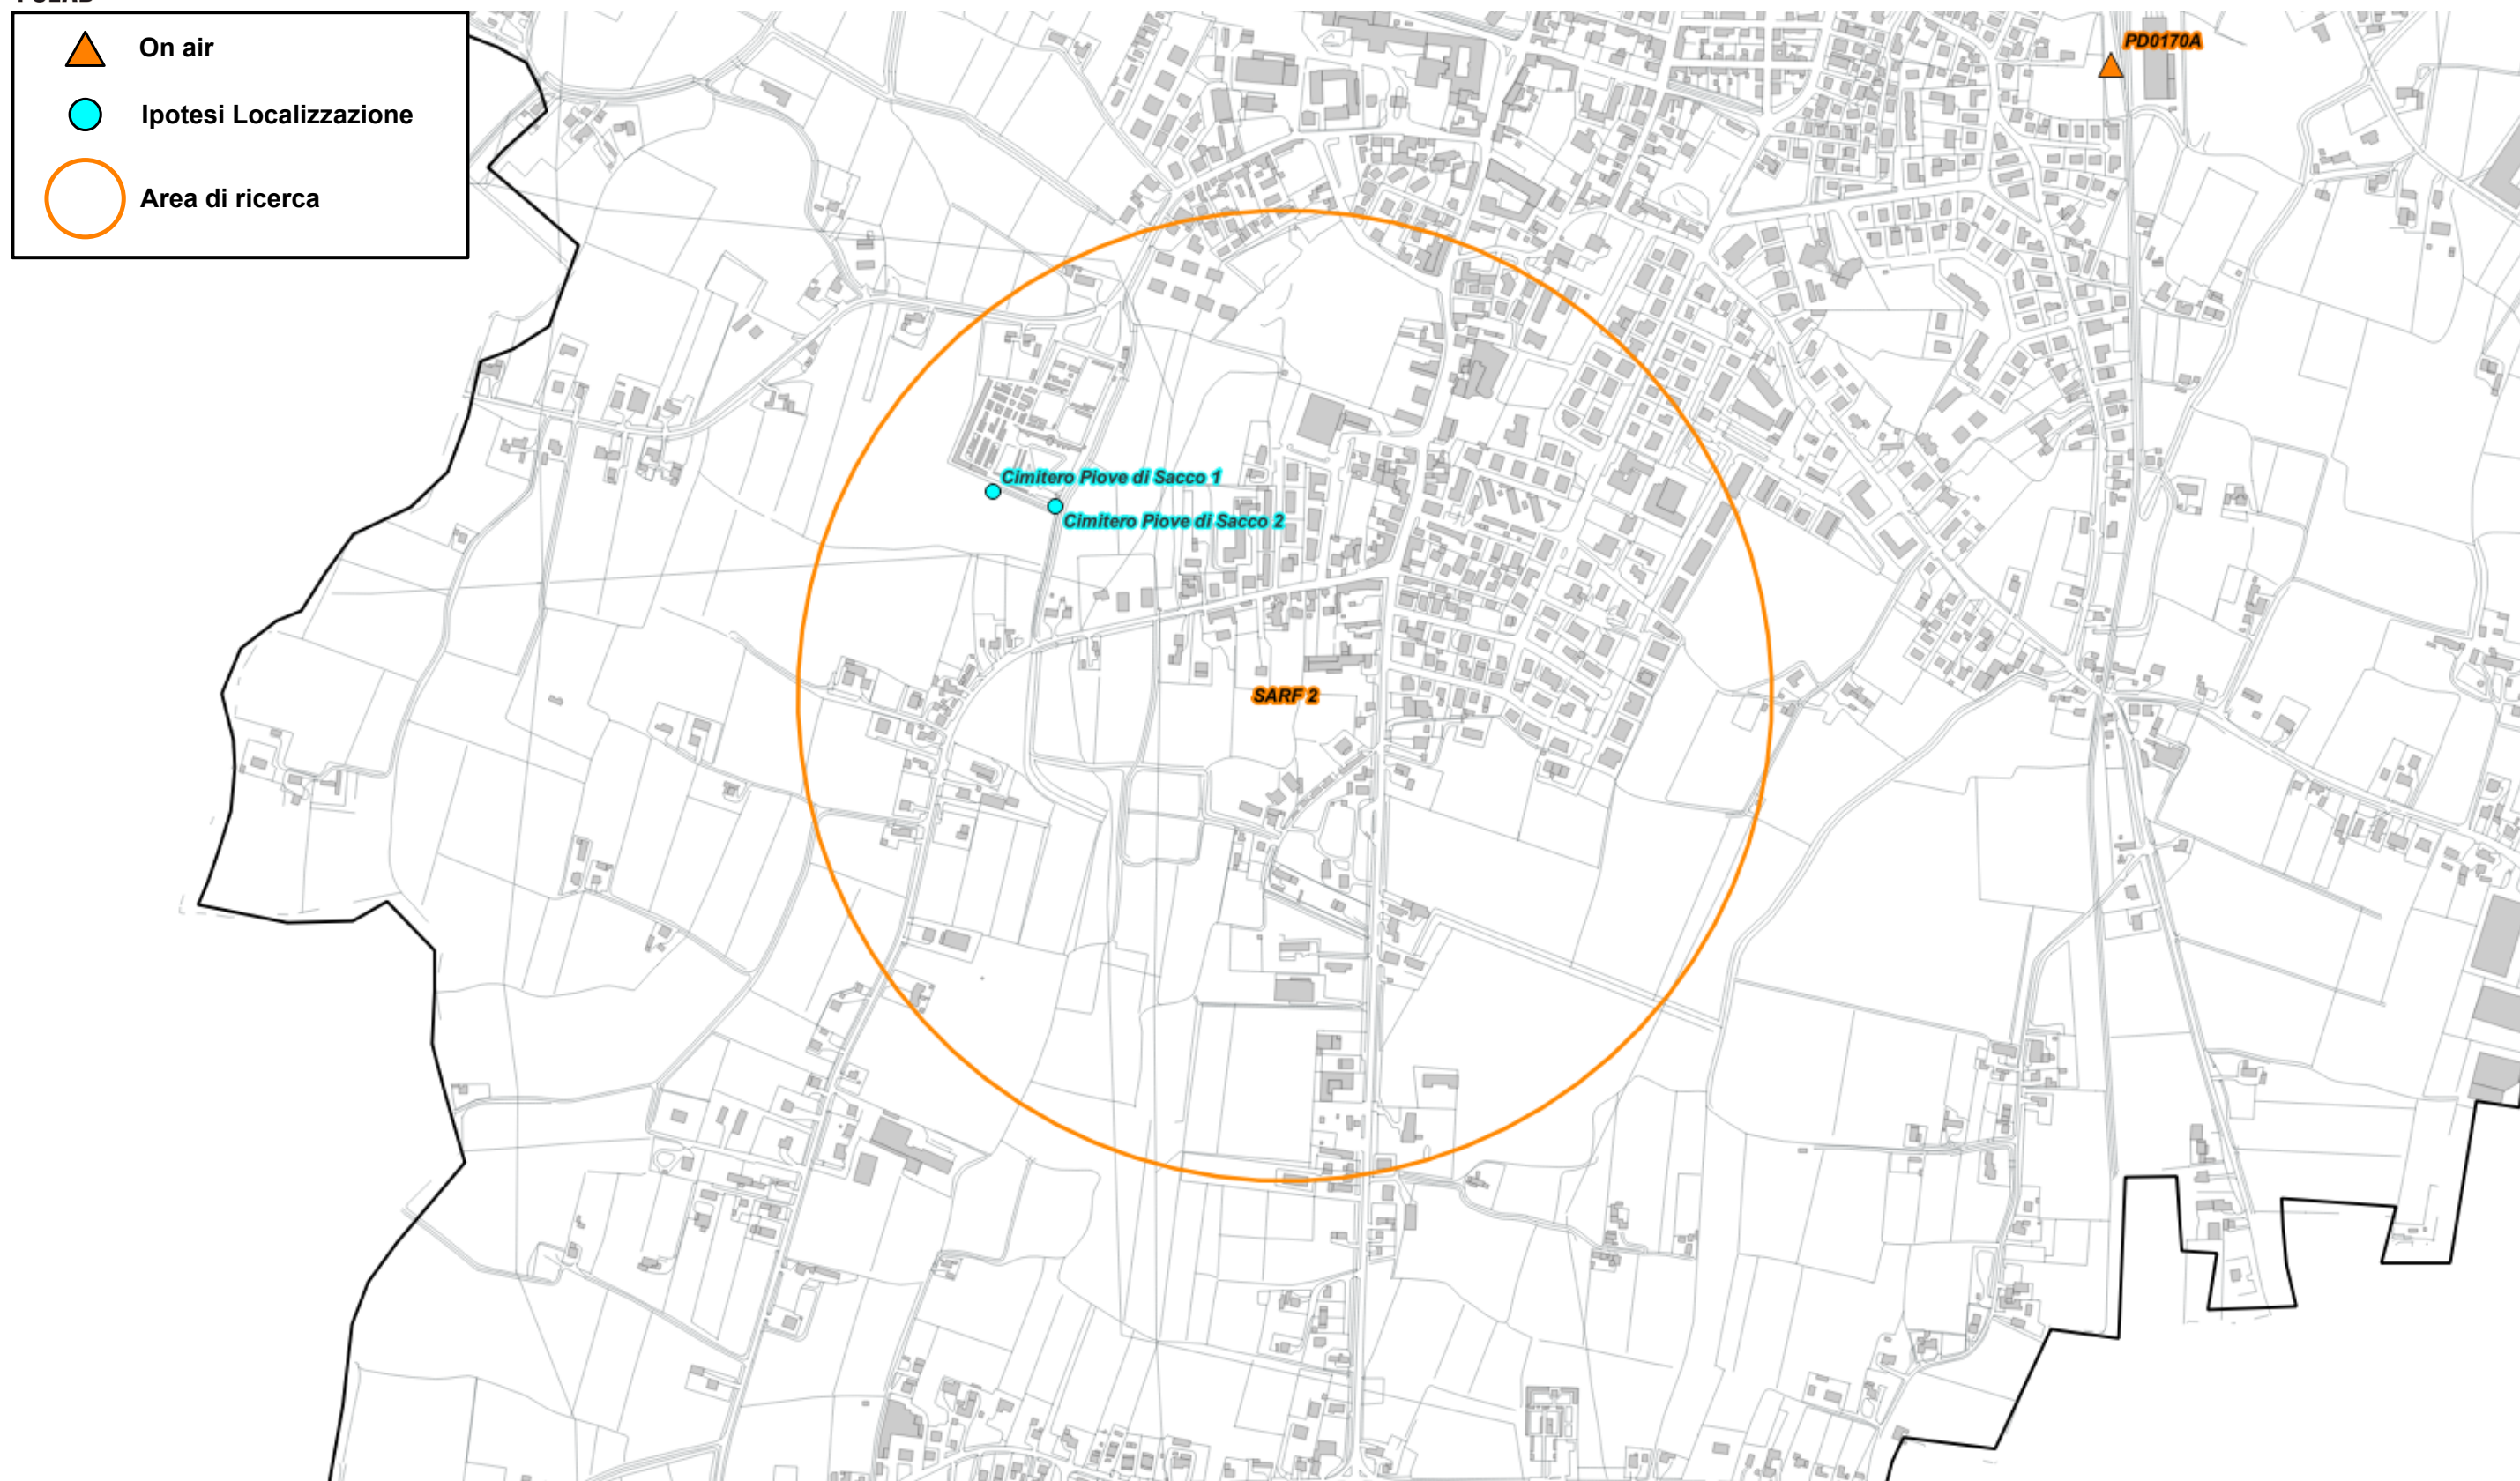 On air
Ipotesi Localizzazione
Area di ricerca
PD0170A
Cimitero Piove di Sacco 1
Cimitero Piove di Sacco 2
SARF 2